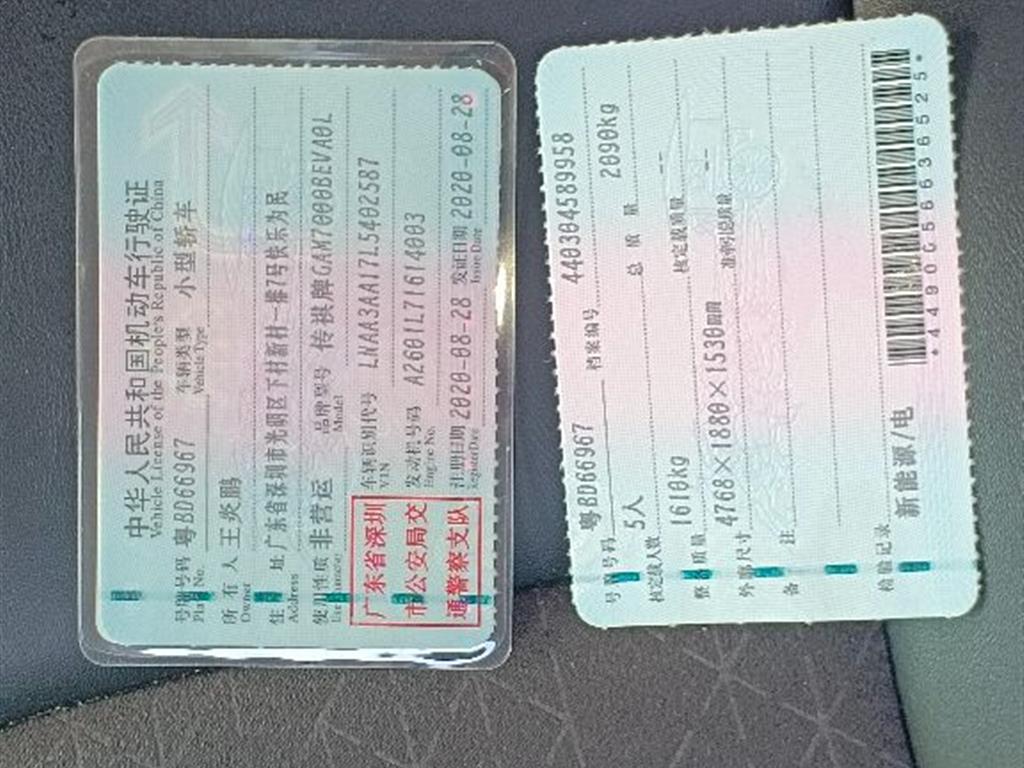 中华人民共和国机动车行驶证
Vehicle License of the People's Republic of China
号牌号码 粤BD66967 车辆类型 小型轿车
Plate No. Vehicle Type
所有人 王炎鹏
Owner
住址 广东省深圳市光明区下村新村一排7号快乐为民
Address
使用性质 非营运 品牌型号 传祺牌GAM7000BEVA0L
Use Character Model
车辆识别代号 LNAA3AA17L5402587
VIN
发动机号码 A2601L71614003
Engine No.
注册日期 2020-08-28 发证日期 2020-08-28
Register Date Issue Date
广东省深圳
市公安局交
通警察支队
号牌号码 粤BD66967 档案编号 440304589958
核定载人数 5人 总质量 2090kg
整备质量 1610kg 核定载质量 --
外廓尺寸 4768×1880×1530mm 准牵引总质量 --
备注
检验记录 新能源/电
*4490C056636525*